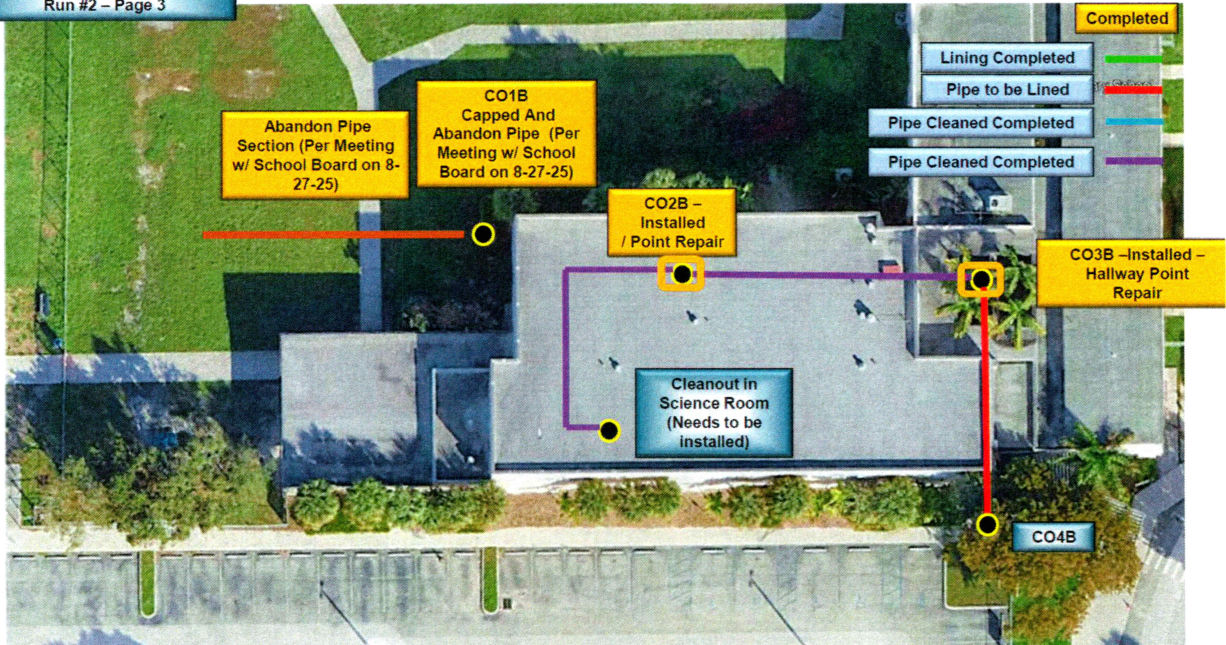 Run #2 – Page 3
Completed
Lining Completed
Pipe to be Lined
Pipe Cleaned Completed
Pipe Cleaned Completed
Abandon Pipe
Section (Per Meeting
w/ School Board on 8-
27-25)
CO1B
Capped And
Abandon Pipe (Per
Meeting w/ School
Board on 8-27-25)
CO2B –
Installed
/ Point Repair
CO3B –Installed –
Hallway Point
Repair
Cleanout in
Science Room
(Needs to be
installed)
CO4B